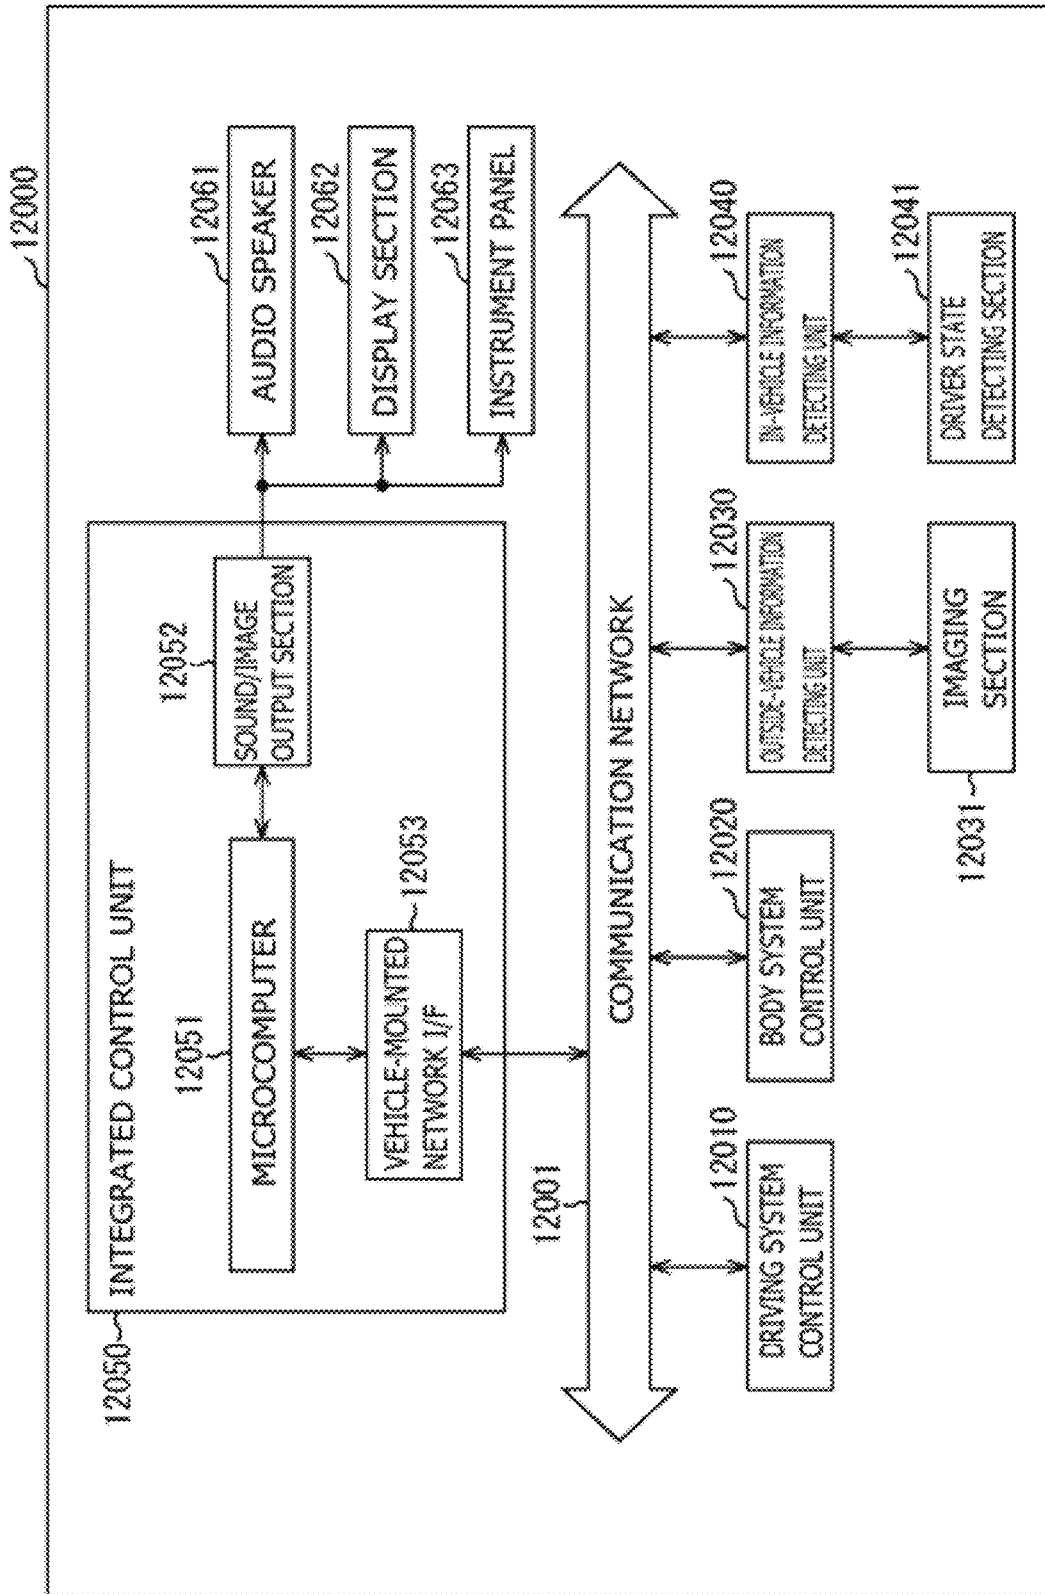 12000
12050
INTEGRATED CONTROL UNIT
12051
MICROCOMPUTER
12052
SOUND/IMAGE
OUTPUT SECTION
12053
VEHICLE-MOUNTED
NETWORK I/F
12061
AUDIO SPEAKER
12062
DISPLAY SECTION
12063
INSTRUMENT PANEL
12001
COMMUNICATION NETWORK
12010
DRIVING SYSTEM
CONTROL UNIT
12020
BODY SYSTEM
CONTROL UNIT
12030
OUTSIDE-VEHICLE INFORMATION
DETECTING UNIT
12040
IN-VEHICLE INFORMATION
DETECTING UNIT
12031
IMAGING
SECTION
12041
DRIVER STATE
DETECTING SECTION